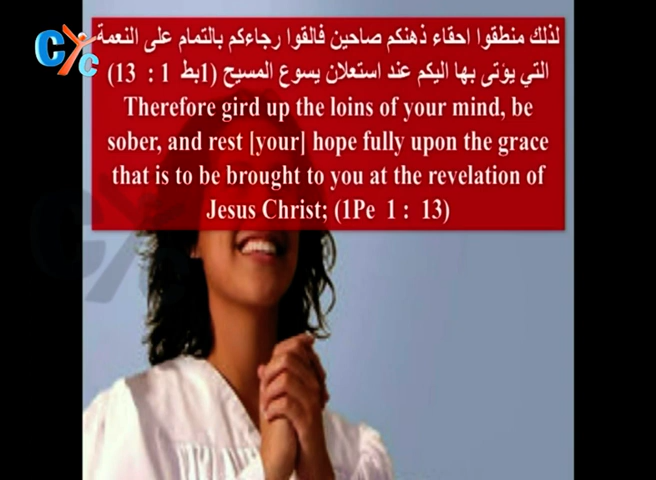 CYC
لذلك منطقوا احقاء ذهنكم صاحين فالقوا رجاءكم بالتمام على النعمة
التي يؤتى بها اليكم عند استعلان يسوع المسيح (1بط 1 : 13)
Therefore gird up the loins of your mind, be
sober, and rest [your] hope fully upon the grace
that is to be brought to you at the revelation of
Jesus Christ; (1Pe 1 : 13)